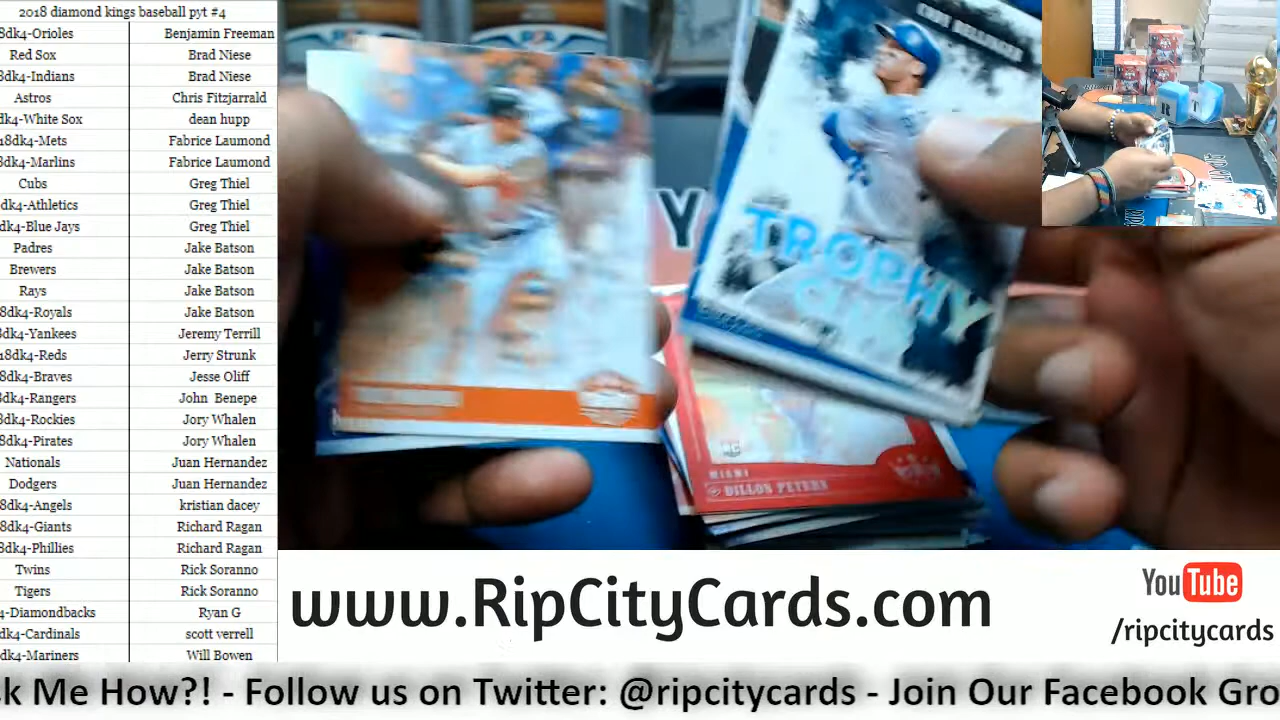 2018 diamond kings baseball pyt #4
8dk4-Orioles Benjamin Freeman
Red Sox Brad Niese
8dk4-Indians Brad Niese
Astros Chris Fitzjarrald
dk4-White Sox dean hupp
18dk4-Mets Fabrice Laumond
8dk4-Marlins Fabrice Laumond
Cubs Greg Thiel
dk4-Athletics Greg Thiel
dk4-Blue Jays Greg Thiel
Padres Jake Batson
Brewers Jake Batson
Rays Jake Batson
8dk4-Royals Jake Batson
8dk4-Yankees Jeremy Terrill
18dk4-Reds Jerry Strunk
8dk4-Braves Jesse Oliff
8dk4-Rangers John Benepe
8dk4-Rockies Jory Whalen
8dk4-Pirates Jory Whalen
Nationals Juan Hernandez
Dodgers Juan Hernandez
8dk4-Angels kristian dacey
8dk4-Giants Richard Ragan
8dk4-Phillies Richard Ragan
Twins Rick Soranno
Tigers Rick Soranno
4-Diamondbacks Ryan G
dk4-Cardinals scott verrell
dk4-Mariners Will Bowen
TROPHY
Y
RC
MIAMI
DILLON PETERS
www.RipCityCards.com
YouTube
/ripcitycards
k Me How?! - Follow us on Twitter: @ripcitycards - Join Our Facebook Gro